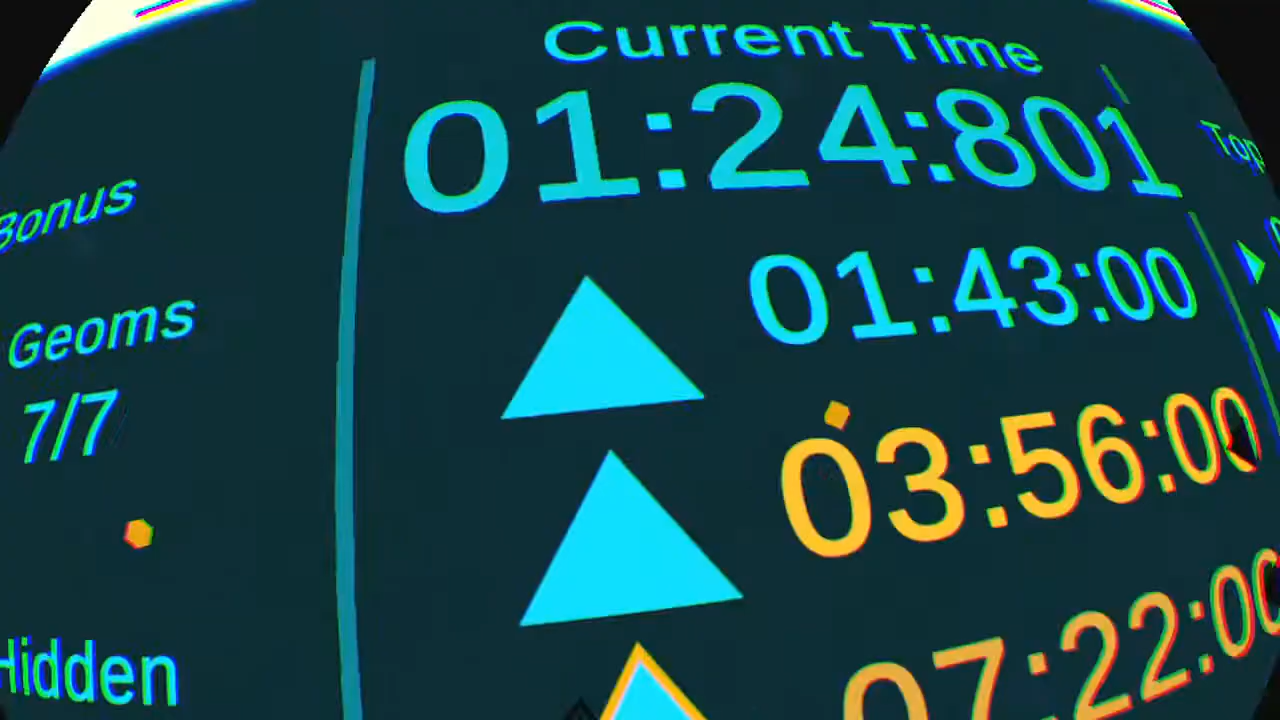 Current Time
01:24:801
Top
Bonus
01:43:00
Geoms
7/7
03:56:00
07:22:00
Hidden